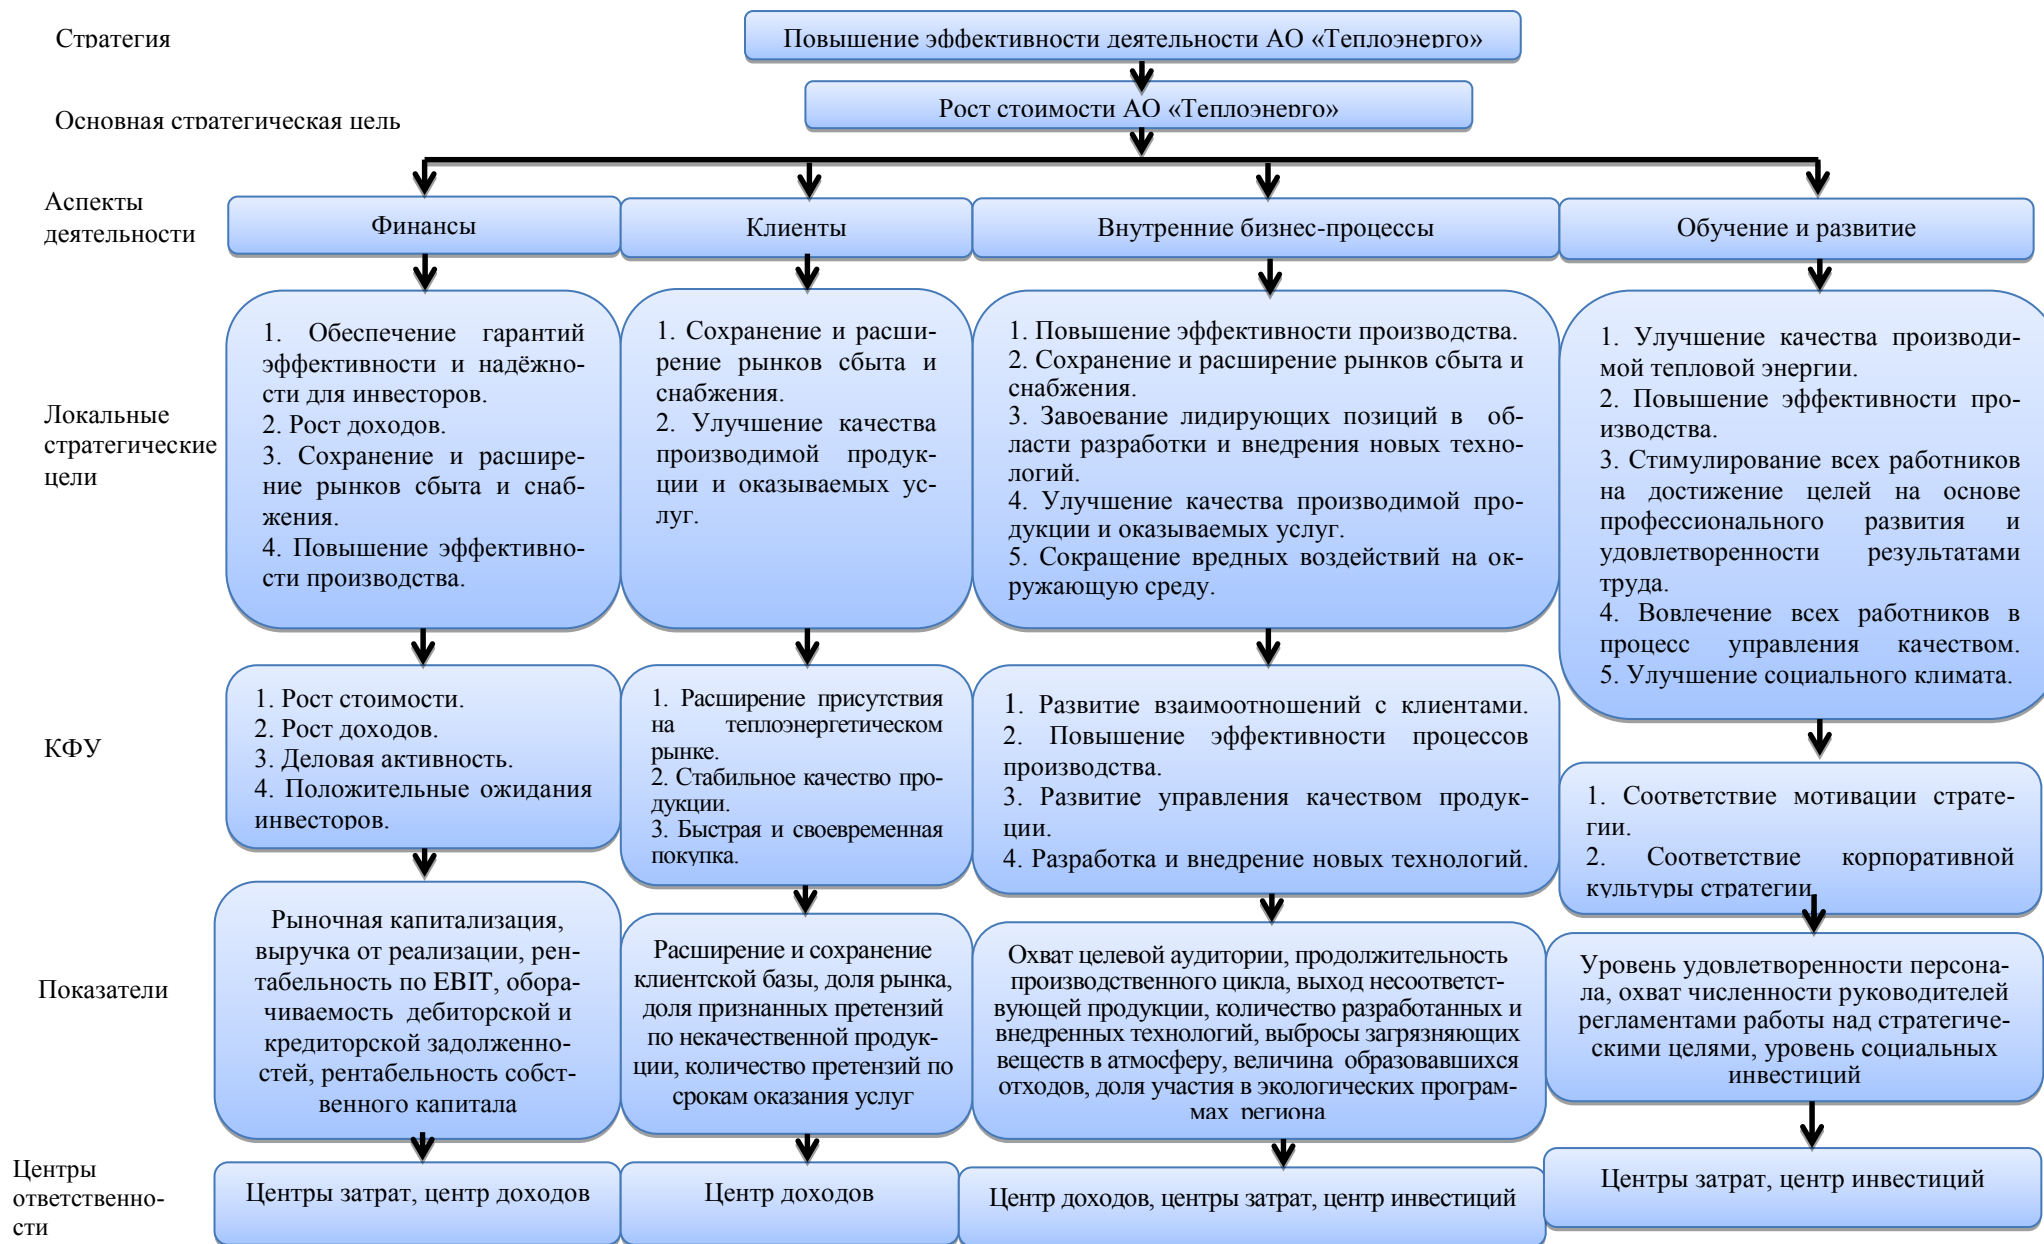 Стратегия
Повышение эффективности деятельности АО «Теплоэнерго»
Основная стратегическая цель
Рост стоимости АО «Теплоэнерго»
Аспекты
деятельности
Финансы
Клиенты
Внутренние бизнес-процессы
Обучение и развитие
Локальные
стратегические
цели
1. Обеспечение гарантий
эффективности и надёжно-
сти для инвесторов.
2. Рост доходов.
3. Сохранение и расшире-
ние рынков сбыта и снаб-
жения.
4. Повышение эффективно-
сти производства.
1. Сохранение и расши-
рение рынков сбыта и
снабжения.
2. Улучшение качества
производимой продук-
ции и оказываемых ус-
луг.
1. Повышение эффективности производства.
2. Сохранение и расширение рынков сбыта и
снабжения.
3. Завоевание лидирующих позиций в об-
ласти разработки и внедрения новых техно-
логий.
4. Улучшение качества производимой про-
дукции и оказываемых услуг.
5. Сокращение вредных воздействий на ок-
ружающую среду.
1. Улучшение качества производи-
мой тепловой энергии.
2. Повышение эффективности про-
изводства.
3. Стимулирование всех работников
на достижение целей на основе
профессионального развития и
удовлетворенности результатами
труда.
4. Вовлечение всех работников в
процесс управления качеством.
5. Улучшение социального климата.
КФУ
1. Рост стоимости.
2. Рост доходов.
3. Деловая активность.
4. Положительные ожидания
инвесторов.
1. Расширение присутствия
на теплоэнергетическом
рынке.
2. Стабильное качество про-
дукции.
3. Быстрая и своевременная
покупка.
1. Развитие взаимоотношений с клиентами.
2. Повышение эффективности процессов
производства.
3. Развитие управления качеством продук-
ции.
4. Разработка и внедрение новых технологий.
1. Соответствие мотивации страте-
гии.
2. Соответствие корпоративной
культуры стратегии
Показатели
Рыночная капитализация,
выручка от реализации, рен-
табельность по EBIT, обора-
чиваемость дебиторской и
кредиторской задолженно-
стей, рентабельность собст-
венного капитала
Расширение и сохранение
клиентской базы, доля рынка,
доля признанных претензий
по некачественной продук-
ции, количество претензий по
срокам оказания услуг
Охват целевой аудитории, продолжительность
производственного цикла, выход несоответст-
вующей продукции, количество разработанных и
внедренных технологий, выбросы загрязняющих
веществ в атмосферу, величина образовавшихся
отходов, доля участия в экологических програм-
мах региона
Уровень удовлетворенности персона-
ла, охват численности руководителей
регламентами работы над стратегиче-
скими целями, уровень социальных
инвестиций
Центры
ответственно-
сти
Центры затрат, центр доходов
Центр доходов
Центр доходов, центры затрат, центр инвестиций
Центры затрат, центр инвестиций